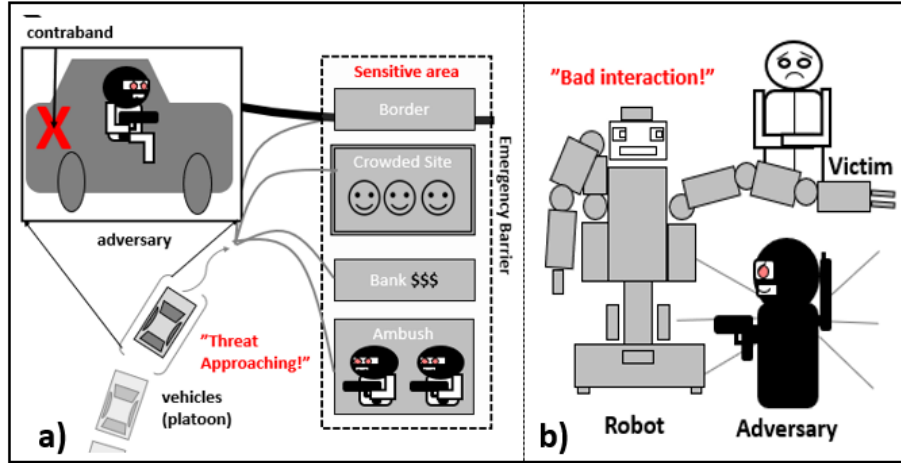 contraband
X
adversary
"Threat
Approaching!"
vehicles
(platoon)
a)
Sensitive area
Border
Crowded Site
Bank $$$
Ambush
Emergency Barrier
"Bad interaction!"
Victim
Robot
Adversary
b)